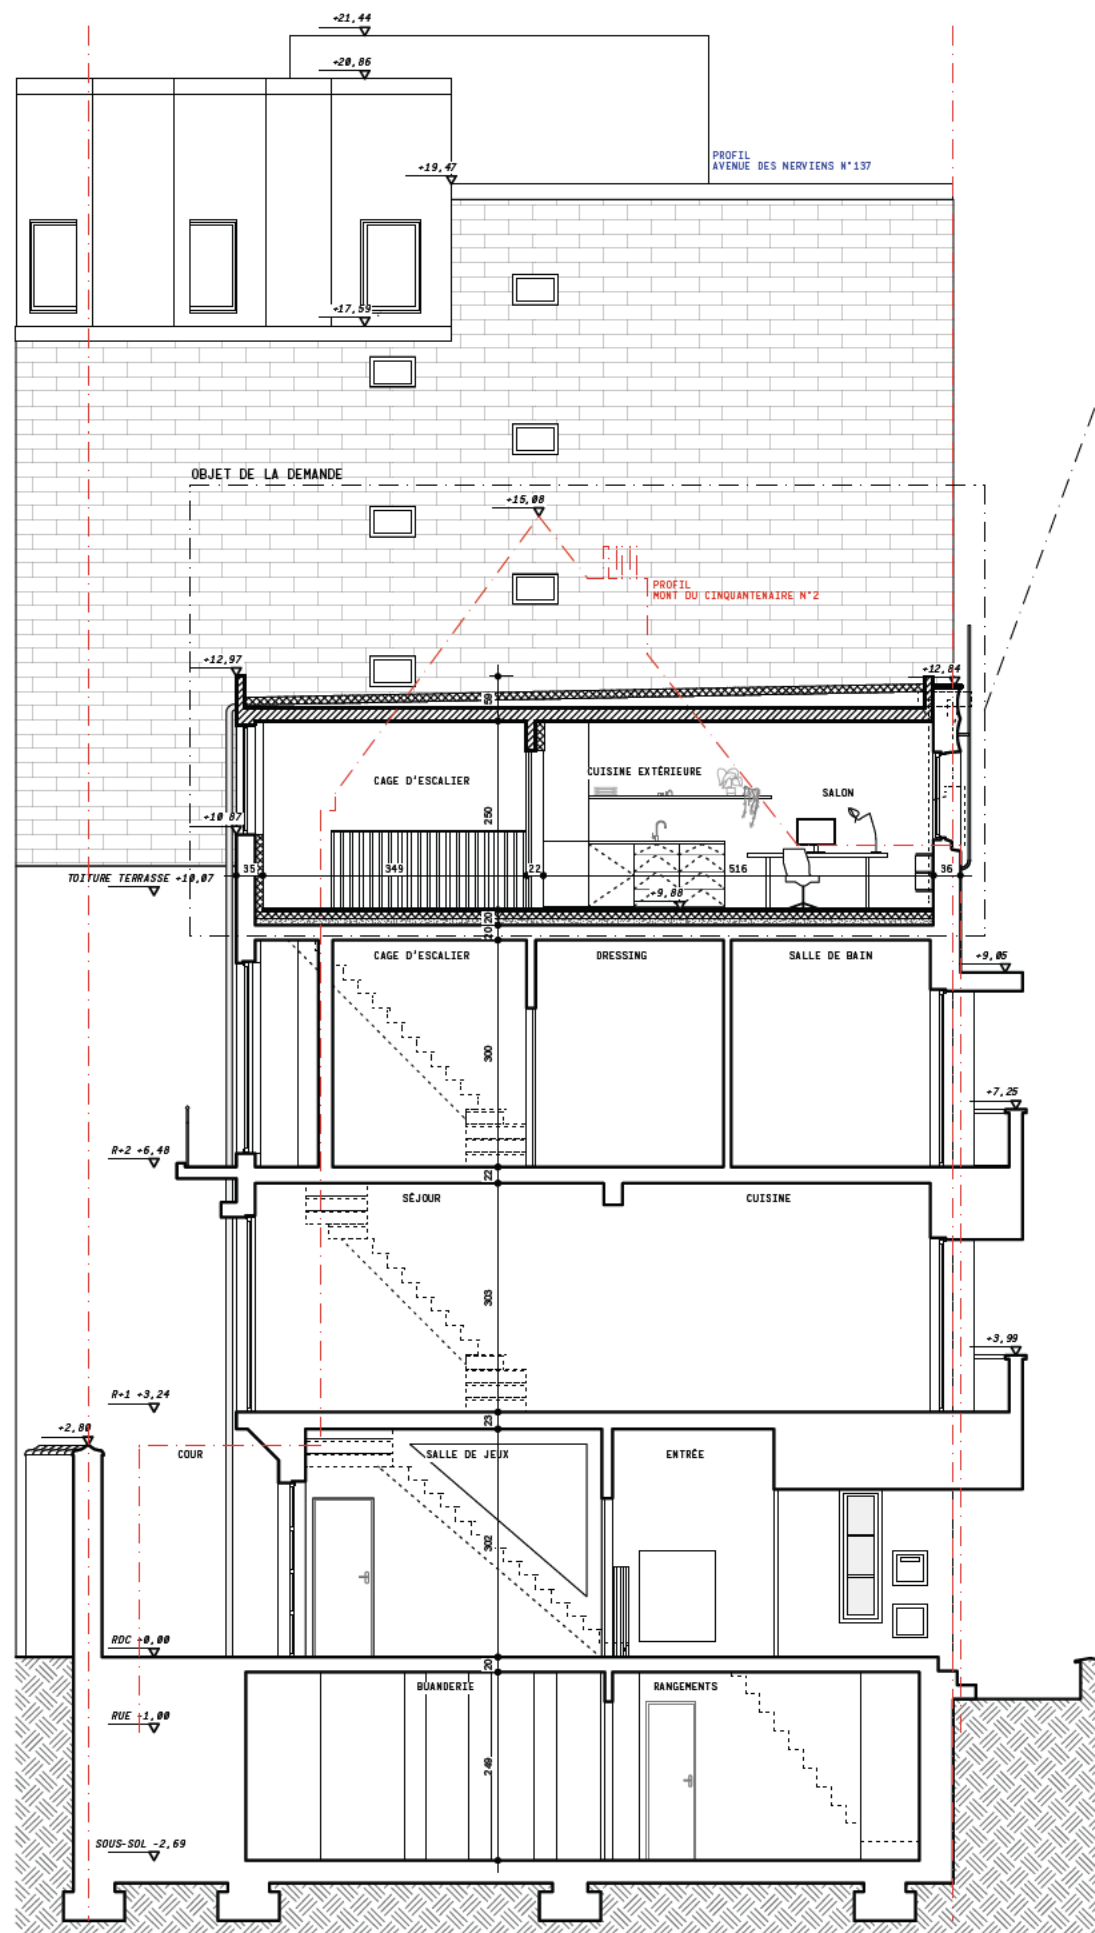 +21,44
+20,86
PROFIL
AVENUE DES NERVIENS N°137
+19,47
+17,59
OBJET DE LA DEMANDE
+15,08
PROFIL
MONT DU CINQUANTENAIRE N°2
+12,97
+12,84
59
CAGE D'ESCALIER
CUISINE EXTÉRIEURE
SALON
250
+10,87
35
349
22
516
36
TOITURE TERRASSE +10,07
+9,88
20
20
CAGE D'ESCALIER
DRESSING
SALLE DE BAIN
+9,05
300
+7,25
R+2 +6,48
22
SÉJOUR
CUISINE
303
+3,99
R+1 +3,24
23
+2,80
COUR
SALLE DE JEUX
ENTRÉE
302
RDC +0,00
20
BUANDERIE
RANGEMENTS
RUE -1,00
249
SOUS-SOL -2,69